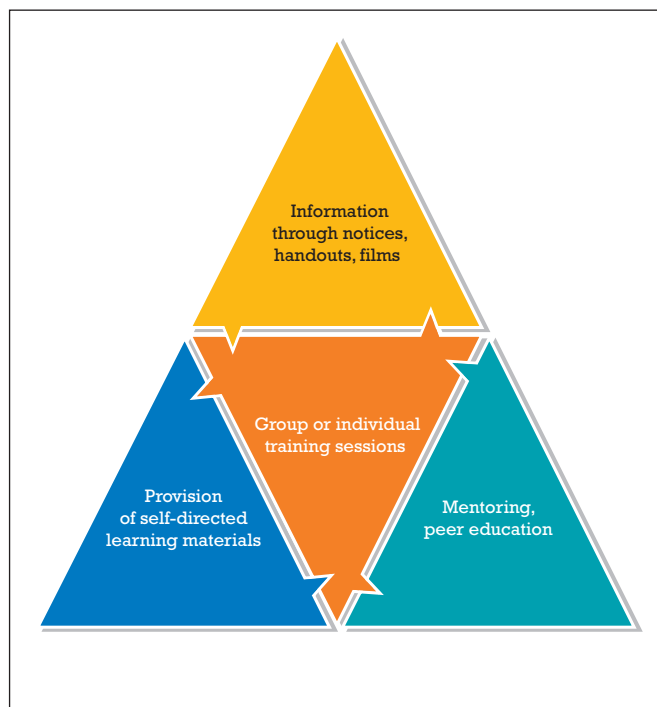 Information
through notices,
handouts, films
Group or individual
training sessions
Provision
of self-directed
learning materials
Mentoring,
peer education